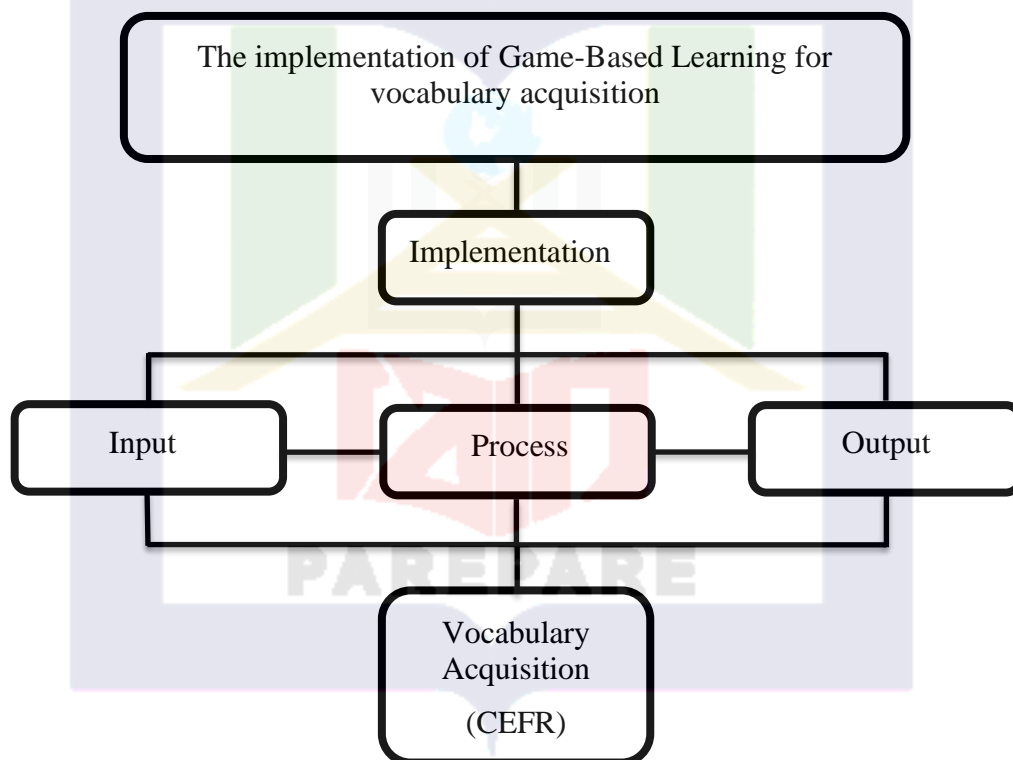 The implementation of Game-Based Learning for
vocabulary acquisition
Implementation
Input
Process
Output
PAREPARE
Vocabulary
Acquisition
(CEFR)